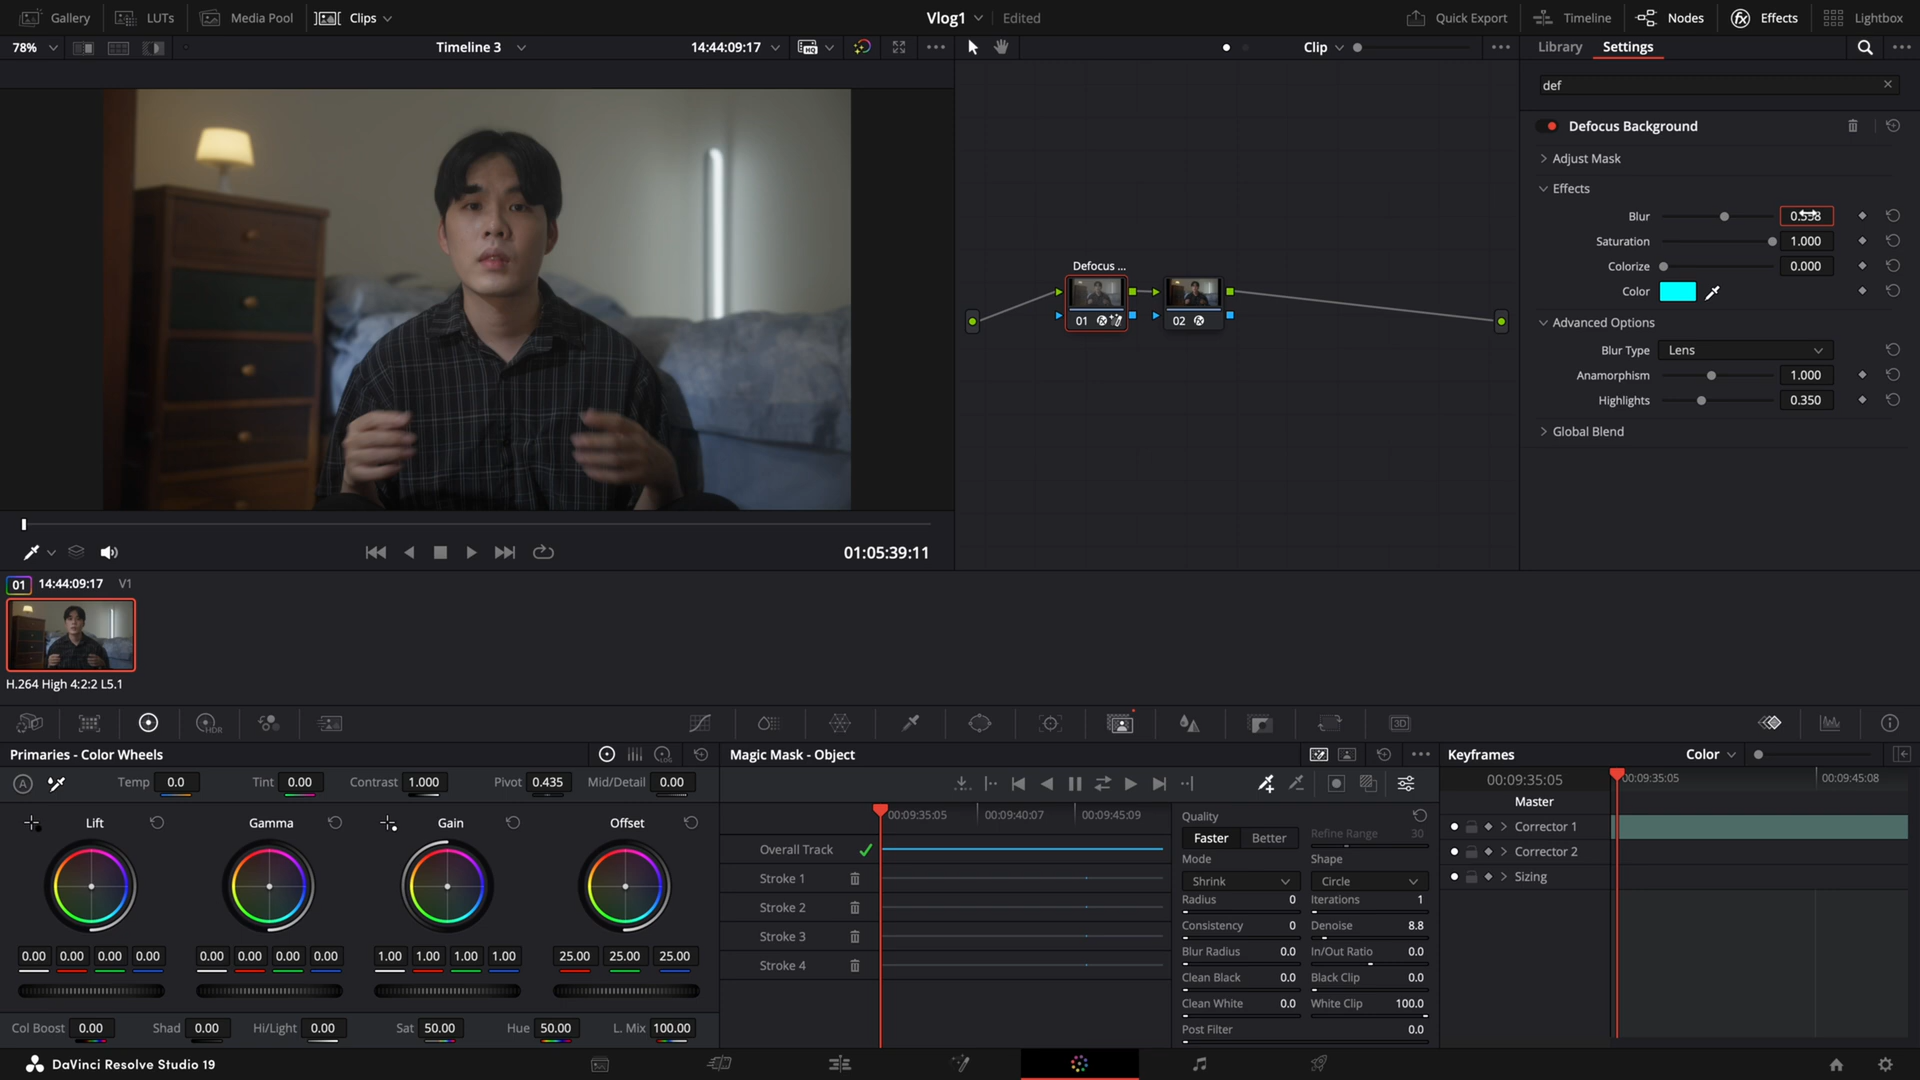 Gallery LUTs Media Pool Clips Vlog1 Edited Quick Export Timeline Nodes Effects Lightbox
78% Timeline 3 14:44:09:17 Clip Library Settings
def
Defocus Background
Adjust Mask
Effects
Blur
Saturation 1.000
Colorize 0.000
Color
Advanced Options
Blur Type Lens
Anamorphism 1.000
Highlights 0.350
Global Blend
Defocus ...
01 02
01:05:39:11
01 14:44:09:17 V1
H.264 High 4:2:2 L5.1
HDR
3D
Primaries - Color Wheels
LOG
A Temp 0.0 Tint 0.00 Contrast 1.000 Pivot 0.435 Mid/Detail 0.00
Lift Gamma Gain Offset
0.00 0.00 0.00 0.00 0.00 0.00 0.00 0.00 1.00 1.00 1.00 1.00 25.00 25.00 25.00
Col Boost 0.00 Shad 0.00 Hi/Light 0.00 Sat 50.00 Hue 50.00 L. Mix 100.00
Magic Mask - Object
00:09:35:05 00:09:40:07 00:09:45:09
Overall Track
Stroke 1
Stroke 2
Stroke 3
Stroke 4
Quality
Faster Better Refine Range 30
Mode Shape
Shrink Circle
Radius 0 Iterations 1
Consistency 0 Denoise 8.8
Blur Radius 0.0 In/Out Ratio 0.0
Clean Black 0.0 Black Clip 0.0
Clean White 0.0 White Clip 100.0
Post Filter 0.0
Keyframes Color
00:09:35:05 00:09:35:05 00:09:45:08
Master
Corrector 1
Corrector 2
Sizing
DaVinci Resolve Studio 19